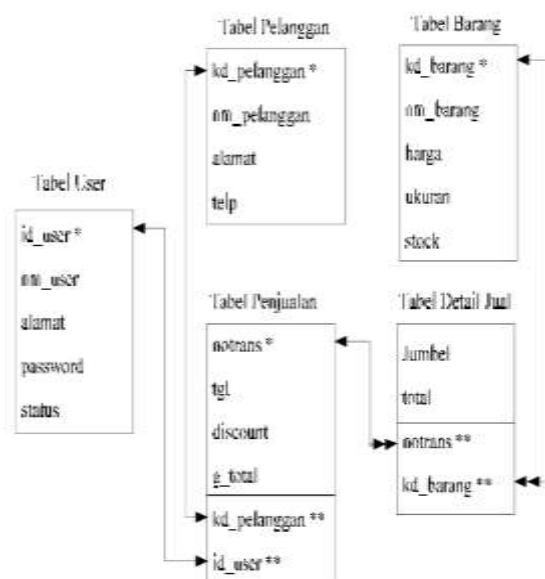 Tabel Pelanggan
kd_pelanggan *
nm_pelanggan
alamat
telp
Tabel Barang
kd_barang *
nm_barang
harga
ukuran
stock
Tabel User
id_user *
nm_user
alamat
password
status
Tabel Penjualan
notrans *
tgl
discount
g_total
kd_pelanggan **
id_user **
Tabel Detail Jual
Jumbel
total
notrans **
kd_barang **